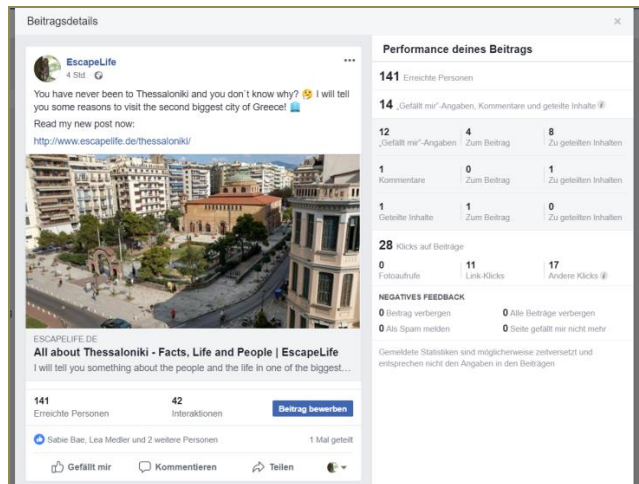 Beitragsdetails
EscapeLife
4 Std.
You have never been to Thessaloniki and you don´t know why? 🤔 I will tell
you some reasons to visit the second biggest city of Greece!
Read my new post now:
http://www.escapelife.de/thessaloniki/
ESCAPELIFE.DE
All about Thessaloniki - Facts, Life and People | EscapeLife
I will tell you something about the people and the life in one of the biggest...
141
Erreichte Personen
42
Interaktionen
Beitrag bewerben
Sabie Bae, Lea Medler und 2 weitere Personen
1 Mal geteilt
Gefällt mir
Kommentieren
Teilen
Performance deines Beitrags
141 Erreichte Personen
14 „Gefällt mir"-Angaben, Kommentare und geteilte Inhalte
12
„Gefällt mir"-Angaben
4
Zum Beitrag
8
Zu geteilten Inhalten
1
Kommentare
0
Zum Beitrag
1
Zu geteilten Inhalten
1
Geteilte Inhalte
1
Zum Beitrag
0
Zu geteilten Inhalten
28 Klicks auf Beiträge
0
Fotoaufrufe
11
Link-Klicks
17
Andere Klicks
NEGATIVES FEEDBACK
0 Beitrag verbergen
0 Alle Beiträge verbergen
0 Als Spam melden
0 Seite gefällt mir nicht mehr
Gemeldete Statistiken sind möglicherweise zeitversetzt und
entsprechen nicht den Angaben in den Beiträgen